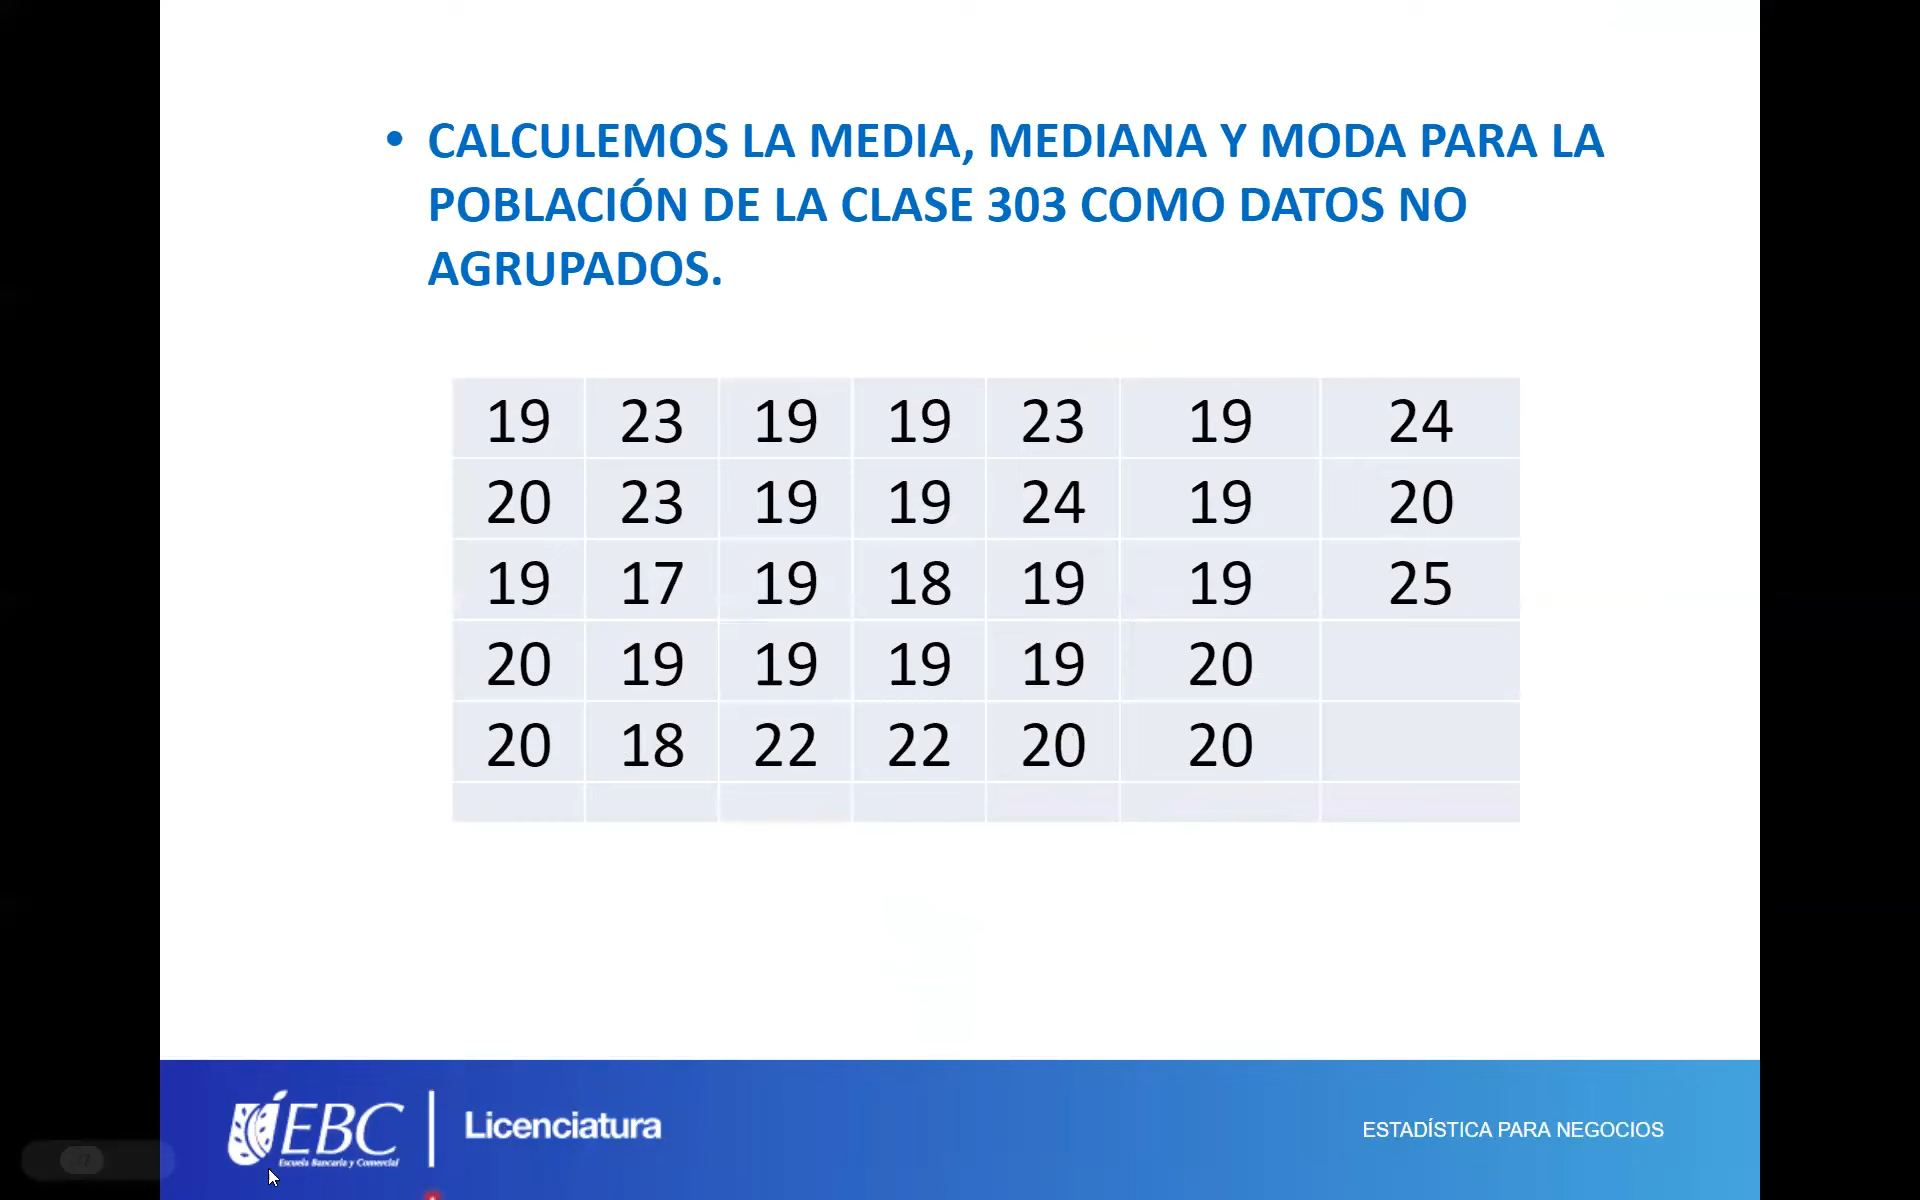 • CALCULEMOS LA MEDIA, MEDIANA Y MODA PARA LA
POBLACIÓN DE LA CLASE 303 COMO DATOS NO
AGRUPADOS.
19 23 19 19 23 19 24
20 23 19 19 24 19 20
19 17 19 18 19 19 25
20 19 19 19 19 20
20 18 22 22 20 20
EBC
Escuela Bancaria y Comercial
Licenciatura
ESTADÍSTICA PARA NEGOCIOS